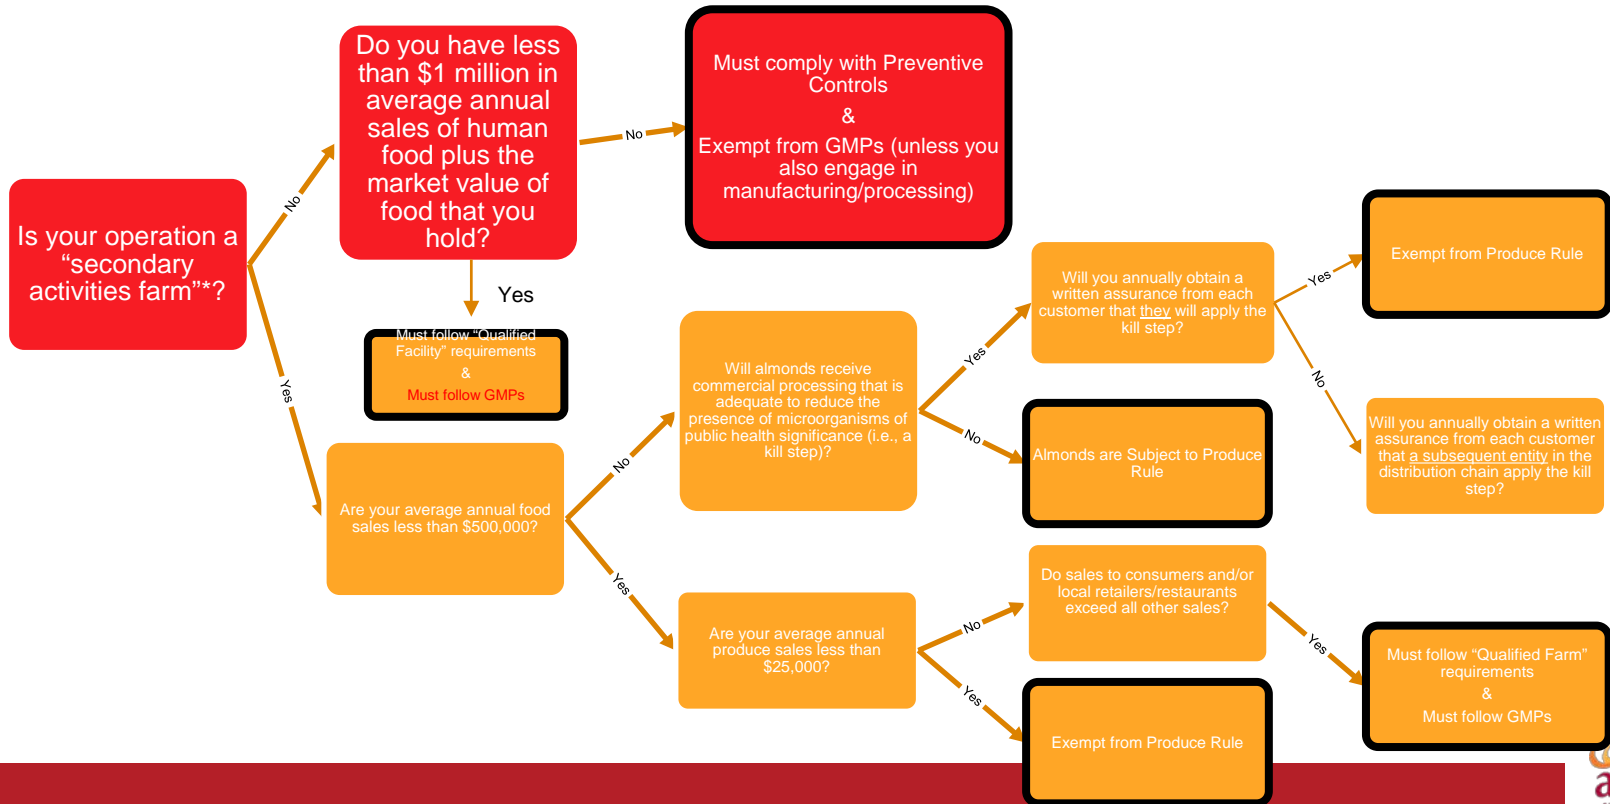 Is your operation a
“secondary
activities farm”*?
No
Yes
Do you have less
than $1 million in
average annual
sales of human
food plus the
market value of
food that you
hold?
No
Yes
Must comply with Preventive
Controls
&
Exempt from GMPs (unless you
also engage in
manufacturing/processing)
Must follow “Qualified
Facility” requirements
&
Must follow GMPs
Are your average annual food
sales less than $500,000?
No
Yes
Will almonds receive
commercial processing that is
adequate to reduce the
presence of microorganisms of
public health significance (i.e., a
kill step)?
Yes
No
Will you annually obtain a
written assurance from each
customer that they will apply the
kill step?
Yes
No
Exempt from Produce Rule
Will you annually obtain a written
assurance from each customer
that a subsequent entity in the
distribution chain apply the kill
step?
Almonds are Subject to Produce
Rule
Are your average annual
produce sales less than
$25,000?
No
Yes
Do sales to consumers and/or
local retailers/restaurants
exceed all other sales?
Yes
Must follow “Qualified Farm”
requirements
&
Must follow GMPs
Exempt from Produce Rule